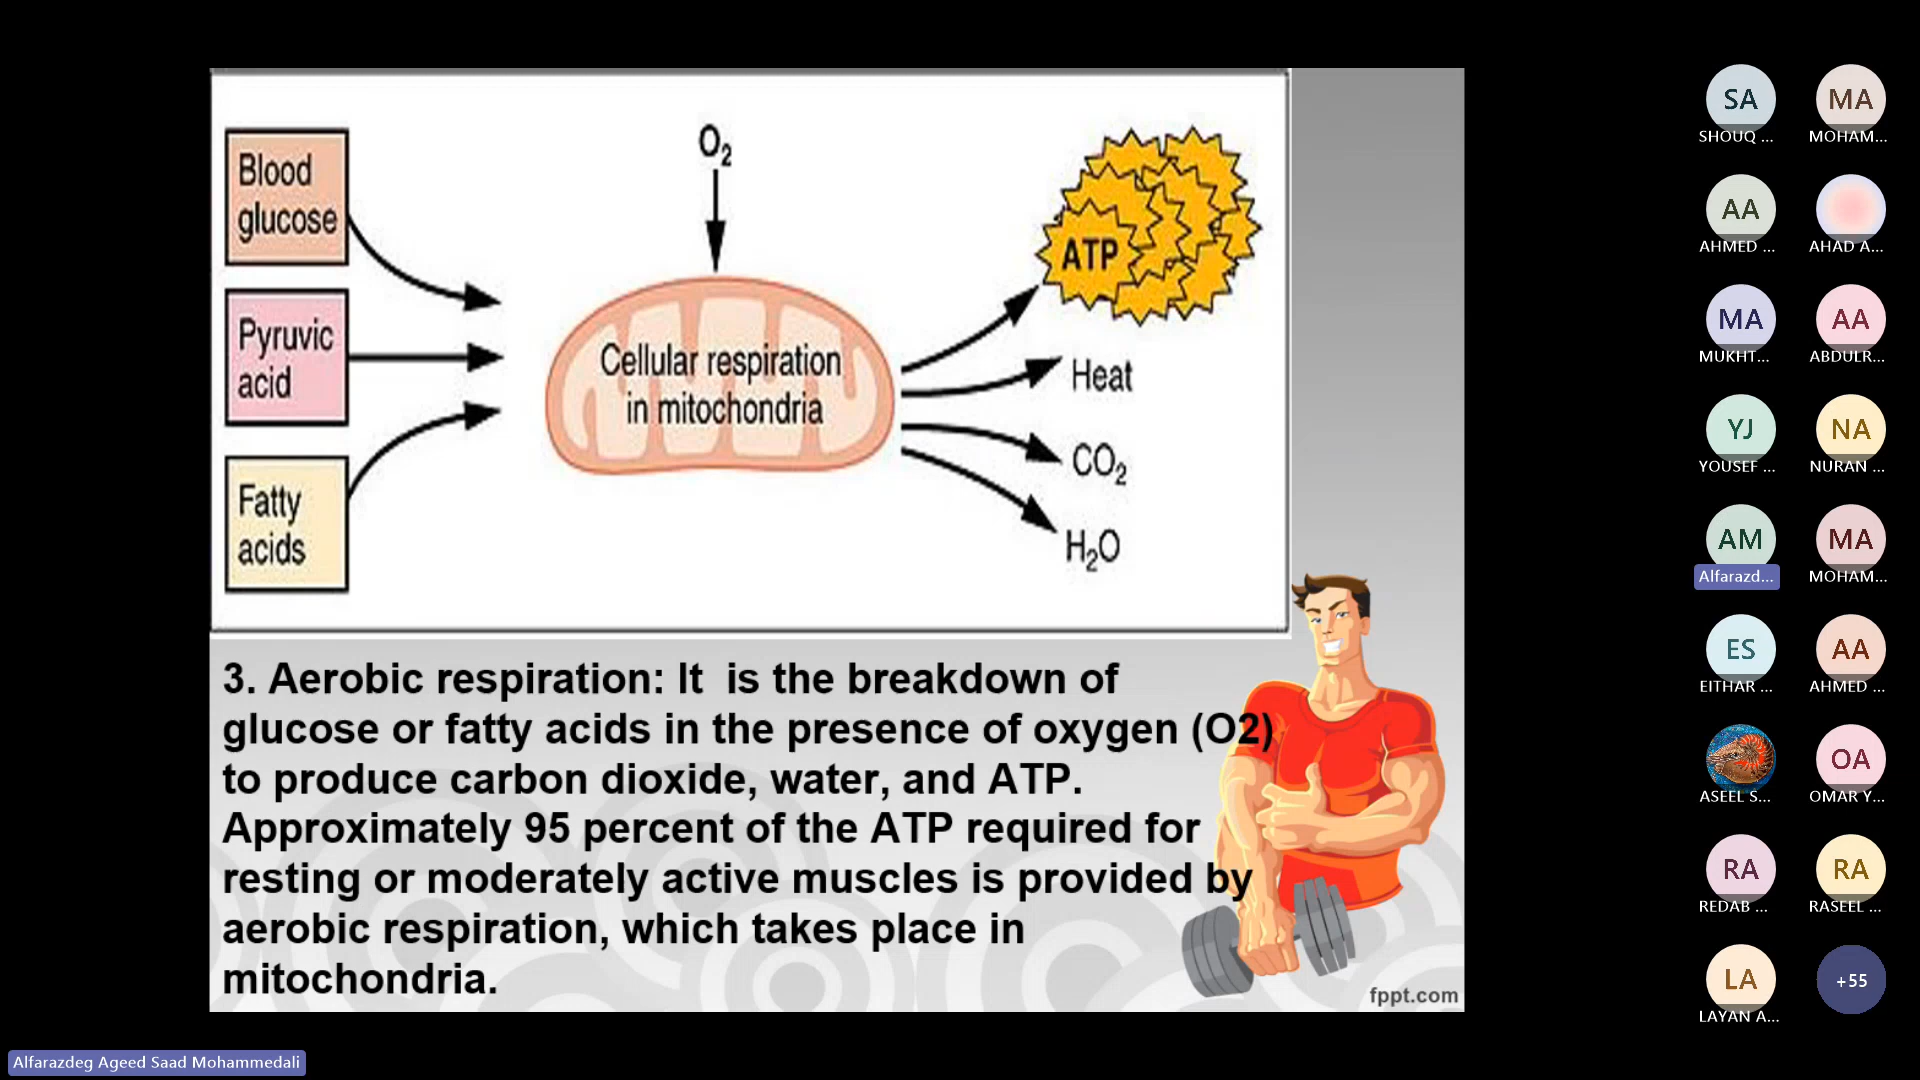 Blood
glucose
Pyruvic
acid
Fatty
acids
O₂
Cellular respiration
in mitochondria
ATP
Heat
CO₂
H₂O
3. Aerobic respiration: It  is the breakdown of
glucose or fatty acids in the presence of oxygen (O2)
to produce carbon dioxide, water, and ATP.
Approximately 95 percent of the ATP required for
resting or moderately active muscles is provided by
aerobic respiration, which takes place in
mitochondria.
fppt.com
SA
SHOUQ ...
MA
MOHAM...
AA
AHMED ...
AHAD A...
MA
MUKHT...
AA
ABDULR...
YJ
YOUSEF ...
NA
NURAN ...
AM
Alfarazd...
MA
MOHAM...
ES
EITHAR ...
AA
AHMED ...
ASEEL S...
OA
OMAR Y...
RA
REDAB ...
RA
RASEEL ...
LA
LAYAN A...
+55
Alfarazdeg Ageed Saad Mohammedali